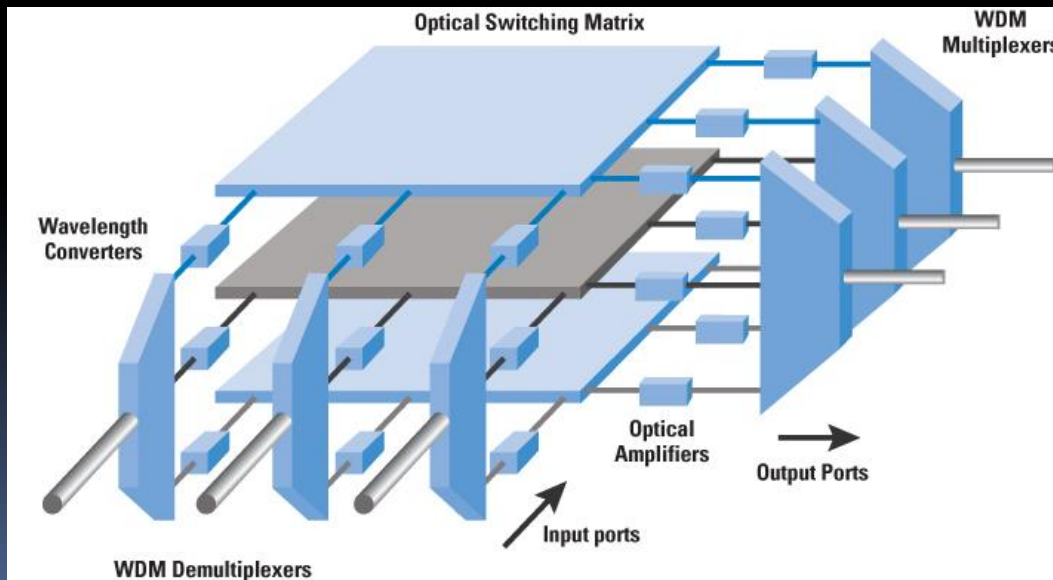 Optical Switching Matrix
WDM
Multiplexers
Wavelength
Converters
Optical
Amplifiers
Output Ports
Input ports
WDM Demultiplexers